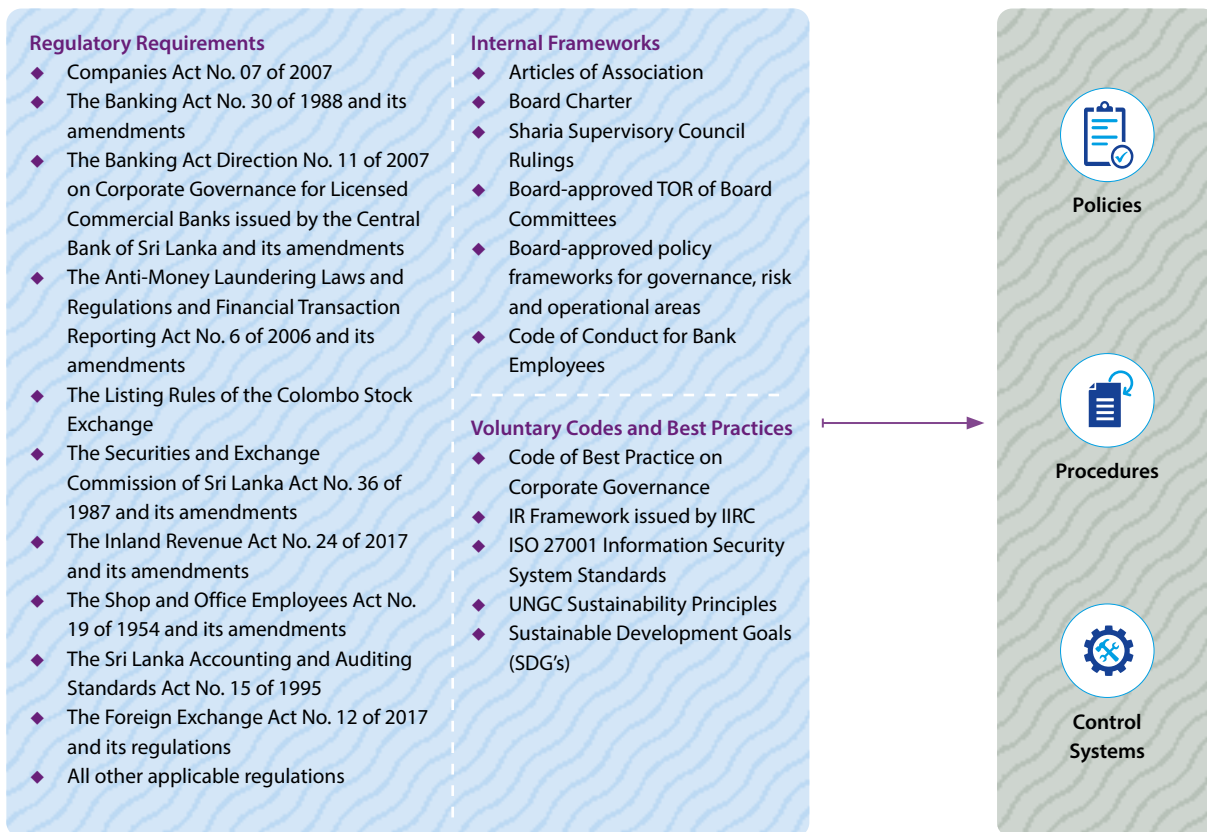 Regulatory Requirements
◆ Companies Act No. 07 of 2007
◆ The Banking Act No. 30 of 1988 and its
amendments
◆ The Banking Act Direction No. 11 of 2007
on Corporate Governance for Licensed
Commercial Banks issued by the Central
Bank of Sri Lanka and its amendments
◆ The Anti-Money Laundering Laws and
Regulations and Financial Transaction
Reporting Act No. 6 of 2006 and its
amendments
◆ The Listing Rules of the Colombo Stock
Exchange
◆ The Securities and Exchange
Commission of Sri Lanka Act No. 36 of
1987 and its amendments
◆ The Inland Revenue Act No. 24 of 2017
and its amendments
◆ The Shop and Office Employees Act No.
19 of 1954 and its amendments
◆ The Sri Lanka Accounting and Auditing
Standards Act No. 15 of 1995
◆ The Foreign Exchange Act No. 12 of 2017
and its regulations
◆ All other applicable regulations
Internal Frameworks
◆ Articles of Association
◆ Board Charter
◆ Sharia Supervisory Council
Rulings
◆ Board-approved TOR of Board
Committees
◆ Board-approved policy
frameworks for governance, risk
and operational areas
◆ Code of Conduct for Bank
Employees
Voluntary Codes and Best Practices
◆ Code of Best Practice on
Corporate Governance
◆ IR Framework issued by IIRC
◆ ISO 27001 Information Security
System Standards
◆ UNGC Sustainability Principles
◆ Sustainable Development Goals
(SDG's)
Policies
Procedures
Control
Systems